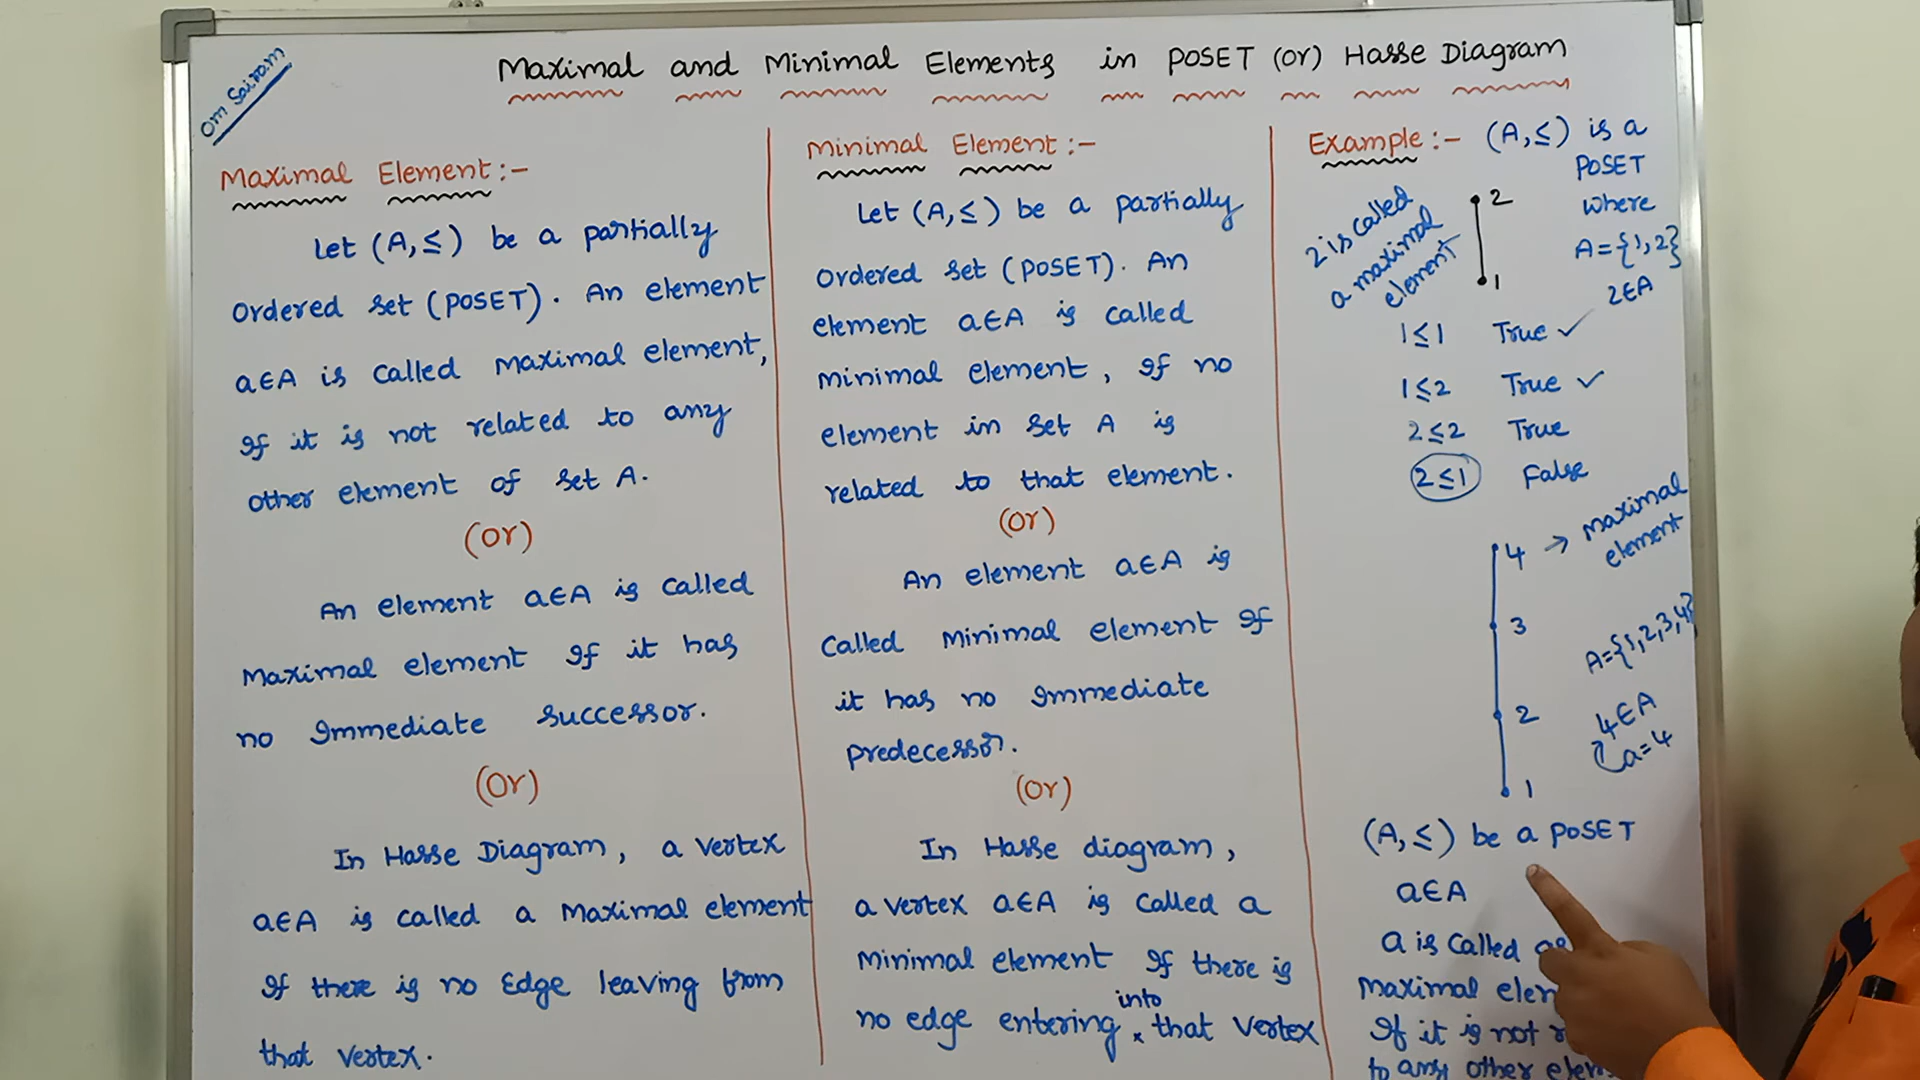 Om Sairam
Maximal and Minimal Elements in POSET (or) Hasse Diagram
Maximal Element :-
Let (A, ≤) be a partially
ordered set (POSET). An element
a∈A is called maximal element,
If it is not related to any
other element of set A.
(or)
An element a∈A is called
Maximal element If it has
no Immediate successor.
(or)
In Hasse Diagram, a vertex
a∈A is called a Maximal element
If there is no Edge leaving from
that vertex.
Minimal Element :-
Let (A, ≤) be a partially
ordered set (POSET). An
element a∈A is called
minimal element, If no
element in set A is
related to that element.
(or)
An element a∈A is
called minimal element If
it has no Immediate
predecessor.
(or)
In Hasse diagram,
a vertex a∈A is called a
minimal element If there is
no edge entering into that vertex
Example :- (A, ≤) is a
POSET
where
A={1,2}
2∈A
2 is called
a maximal
element
2
1
1≤1 True ✓
1≤2 True ✓
2≤2 True
2≤1 False
4 → Maximal
element
3
2
1
A={1,2,3,4}
4∈A
a=4
(A, ≤) be a POSET
a∈A
a is called
maximal
If it is not
to any other